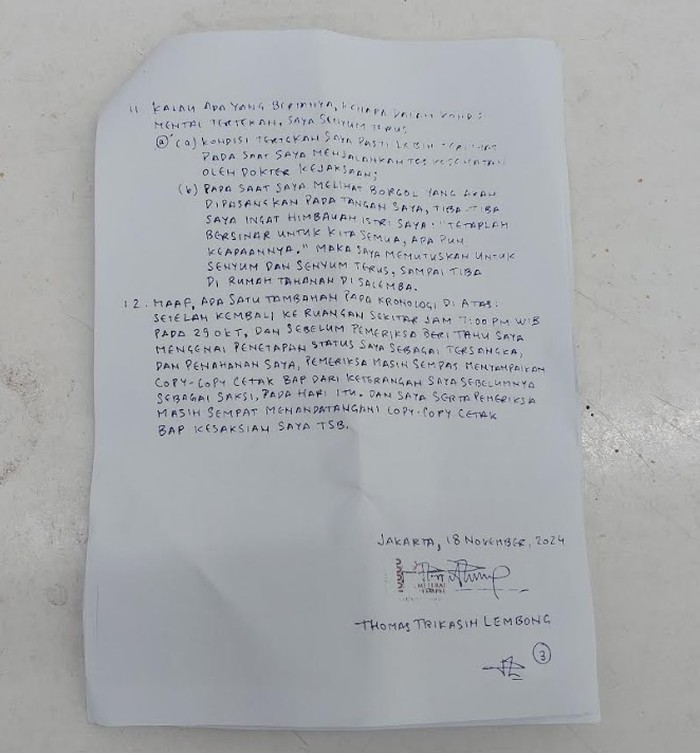 11. KALAU ADA YANG BERTANYA, KENAPA DALAM KONDISI
MENTAL TERTEKAN, SAYA SENYUM TERUS
(a) (a) KONDISI TERTEKAN SAYA PASTI LEBIH TERLIHAT
PADA SAAT SAYA MENJALANKAN TES KESEHATAN
OLEH DOKTER KEJAKSAAN;
(b) PADA SAAT SAYA MELIHAT BORGOL YANG AKAN
DIPASANGKAN PADA TANGAN SAYA, TIBA-TIBA
SAYA INGAT HIMBAUAN ISTRI SAYA: "TETAPLAH
BERSINAR UNTUK KITA SEMUA, APA PUN
KEADAANNYA." MAKA SAYA MEMUTUSKAN UNTUK
SENYUM DAN SENYUM TERUS, SAMPAI TIBA
DI RUMAH TAHANAN DI SALEMBA.
12. MAAF, ADA SATU TAMBAHAN PADA KRONOLOGI DI ATAS:
SETELAH KEMBALI KE RUANGAN SEKITAR JAM 7:00 PM WIB
PADA 29 OKT, DAN SEBELUM PEMERIKSA BERI TAHU SAYA
MENGENAI PENETAPAN STATUS SAYA SEBAGAI TERSANGKA,
DAN PENAHANAN SAYA, PEMERIKSA MASIH SEMPAT MENYAMPAIKAN
COPY-COPY CETAK BAP DARI KETERANGAN SAYA SEBELUMNYA
SEBAGAI SAKSI, PADA HARI ITU. DAN SAYA SERTA PEMERIKSA
MASIH SEMPAT MENANDATANGANI COPY-COPY CETAK
BAP KESAKSIAN SAYA TSB.
JAKARTA, 18 NOVEMBER, 2024
METERAI
TEMPEL
THOMAS TRIKASIH LEMBONG
3